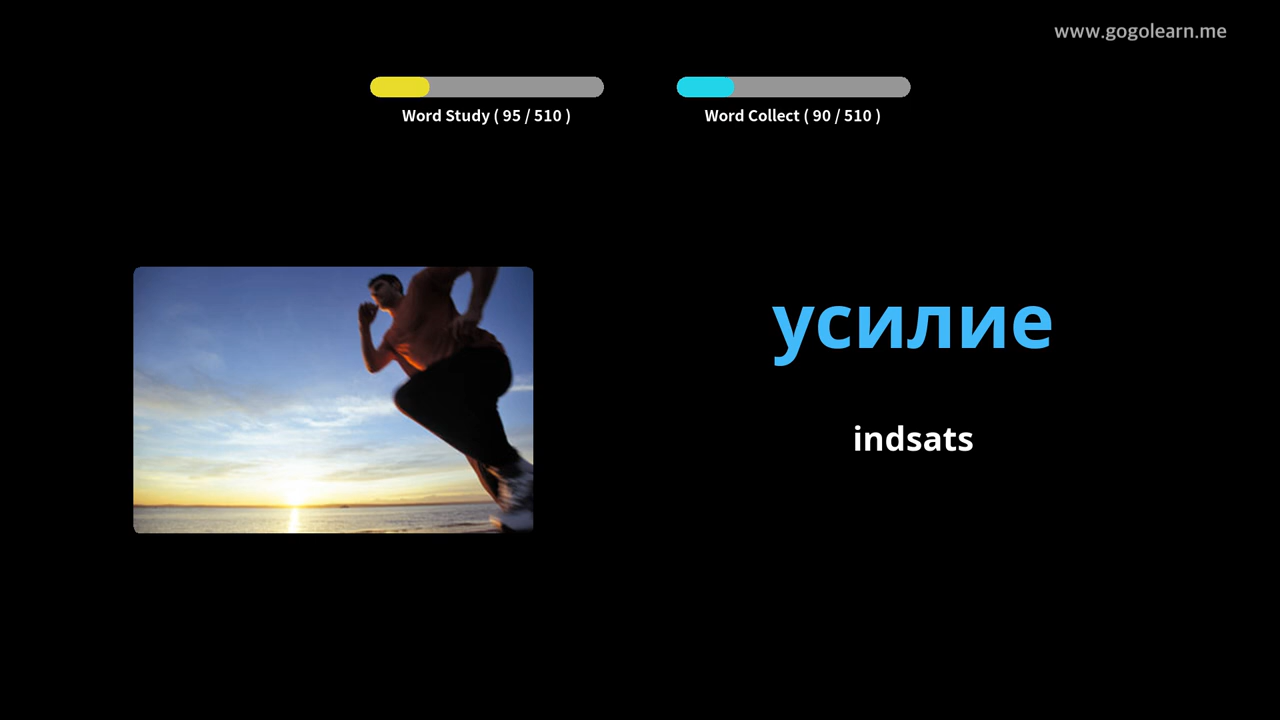 www.gogolearn.me
Word Study ( 95 / 510 )
Word Collect ( 90 / 510 )
усилие
indsats